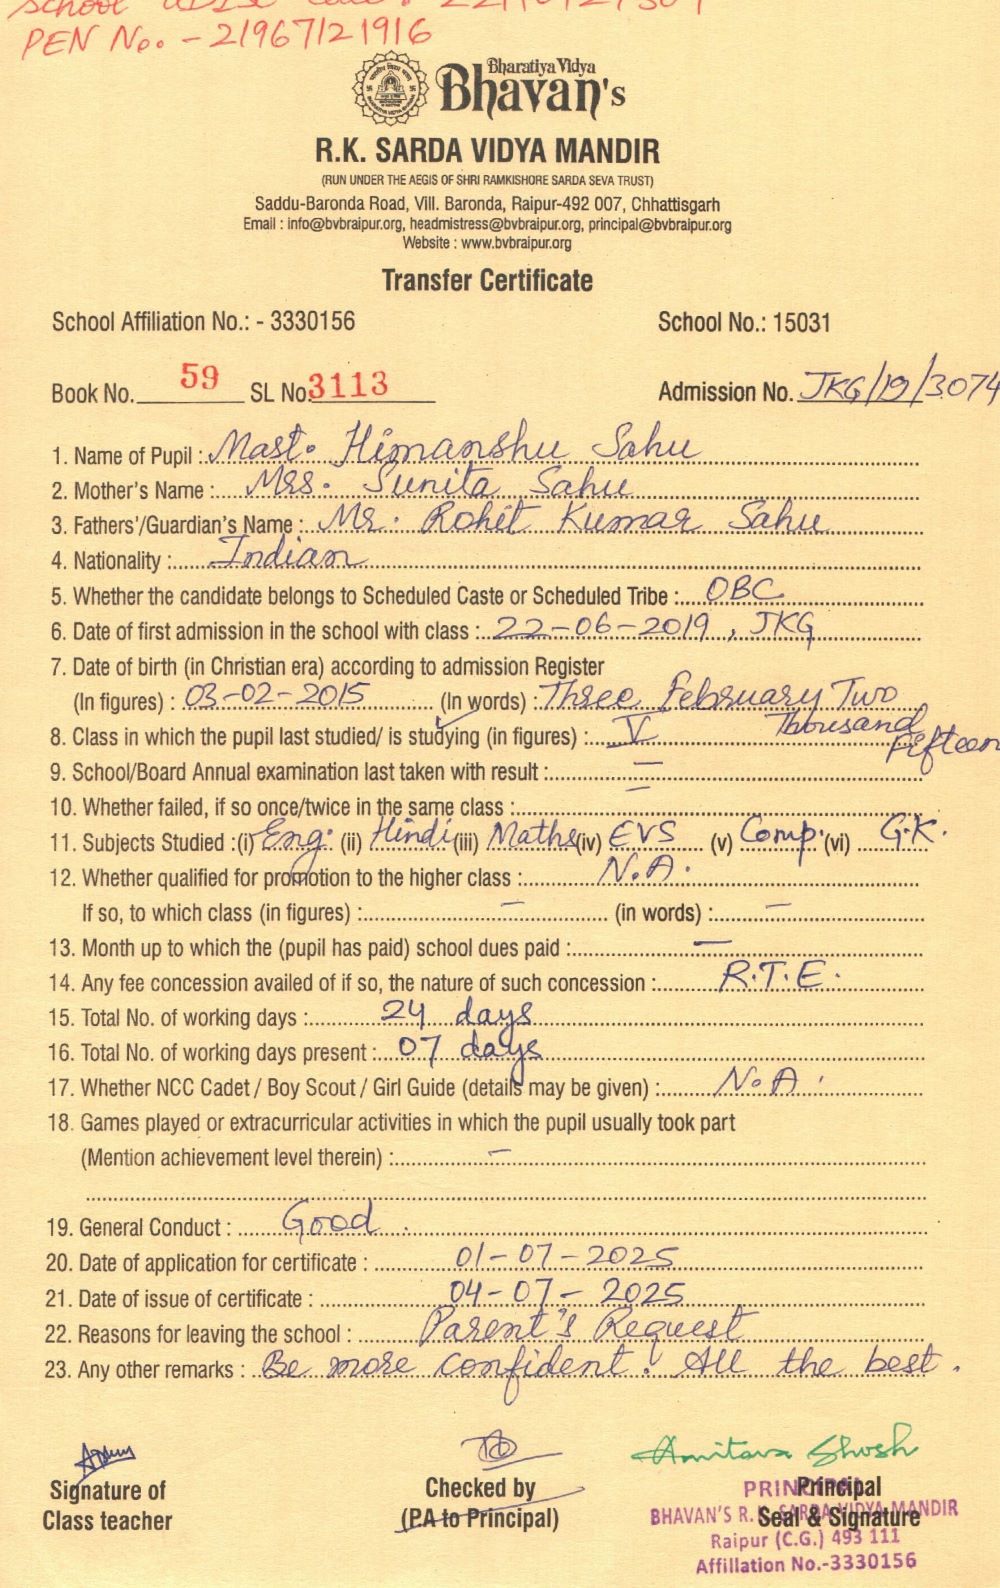 School
PEN No. - 21967121916
Bharatiya Vidya
Bhavan's
R.K. SARDA VIDYA MANDIR
(RUN UNDER THE AEGIS OF SHRI RAMKISHORE SARDA SEVA TRUST)
Saddu-Baronda Road, Vill. Baronda, Raipur-492 007, Chhattisgarh
Email : info@bvbraipur.org, headmistress@bvbraipur.org, principal@bvbraipur.org
Website : www.bvbraipur.org
Transfer Certificate
School Affiliation No.: - 3330156 School No.: 15031
Book No. 59 SL No. 3113 Admission No. JKG/19/3074
1. Name of Pupil : Mast. Himanshu Sahu
2. Mother's Name : Mrs. Sunita Sahu
3. Fathers'/Guardian's Name : Mr. Rohit Kumar Sahu
4. Nationality : Indian
5. Whether the candidate belongs to Scheduled Caste or Scheduled Tribe : OBC
6. Date of first admission in the school with class : 22-06-2019, JKG
7. Date of birth (in Christian era) according to admission Register
(In figures) : 03-02-2015 (In words) : Three February Two
Thousand
Fifteen
8. Class in which the pupil last studied/ is studying (in figures) : V
9. School/Board Annual examination last taken with result : —
10. Whether failed, if so once/twice in the same class : —
11. Subjects Studied :(i) Eng. (ii) Hindi (iii) Maths (iv) EVS (v) Comp. (vi) G.K.
12. Whether qualified for promotion to the higher class : N.A.
If so, to which class (in figures) : — (in words) : —
13. Month up to which the (pupil has paid) school dues paid : —
14. Any fee concession availed of if so, the nature of such concession : R.T.E.
15. Total No. of working days : 24 days
16. Total No. of working days present : 07 days
17. Whether NCC Cadet / Boy Scout / Girl Guide (details may be given) : N.A.
18. Games played or extracurricular activities in which the pupil usually took part
(Mention achievement level therein) : —
19. General Conduct : Good.
20. Date of application for certificate : 01-07-2025
21. Date of issue of certificate : 04-07-2025
22. Reasons for leaving the school : Parent's Request
23. Any other remarks : Be more confident! All the best.
Amitava Ghosh
Signature of Checked by Principal
Class teacher (P.A to Principal) Seal & Signature
PRINCIPAL
BHAVAN'S R.K. SARDA VIDYA MANDIR
Raipur (C.G.) 493 111
Affillation No.-3330156